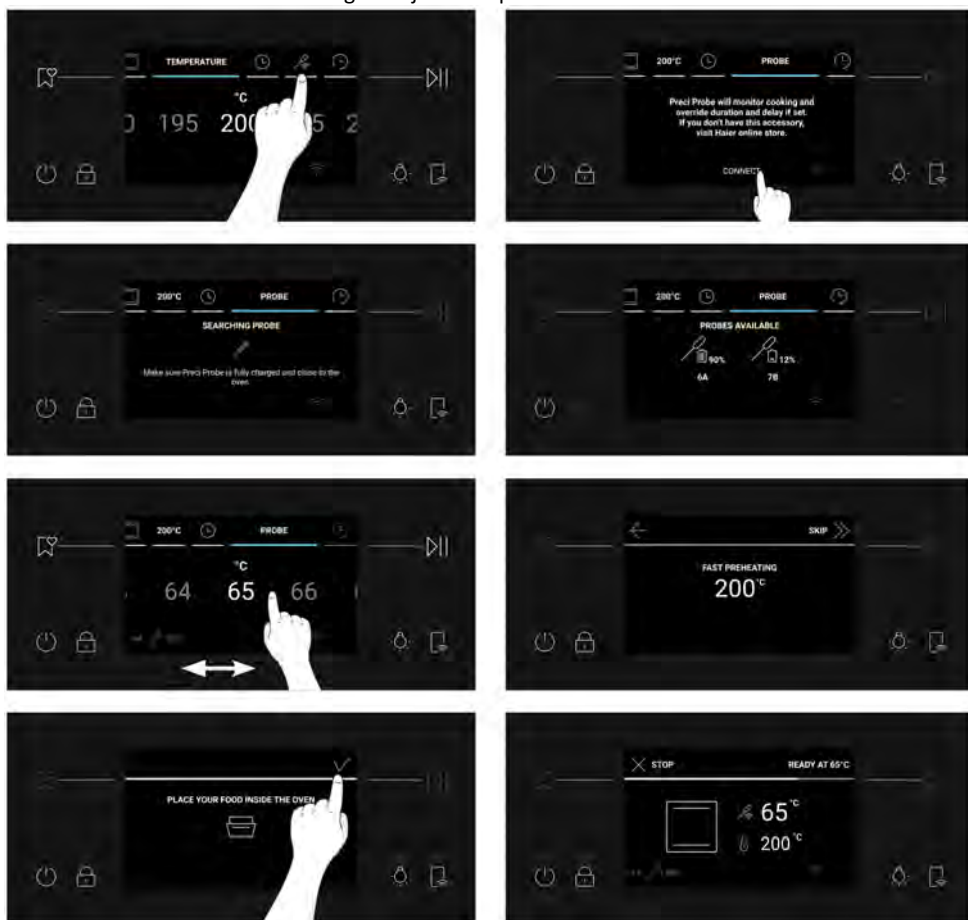 TEMPERATURE
°C
195 200 2
200°C PROBE
Preci Probe will monitor cooking and
override duration and delay if set.
If you don't have this accessory,
visit Haier online store.
CONNECT
200°C PROBE
SEARCHING PROBE
Make sure Preci Probe is fully charged and close to the
oven
200°C PROBE
PROBES AVAILABLE
90% 12%
6A 7B
200°C PROBE
°C
64 65 66
SKIP
FAST PREHEATING
200°C
PLACE YOUR FOOD INSIDE THE OVEN
STOP READY AT 65°C
65°C
200°C